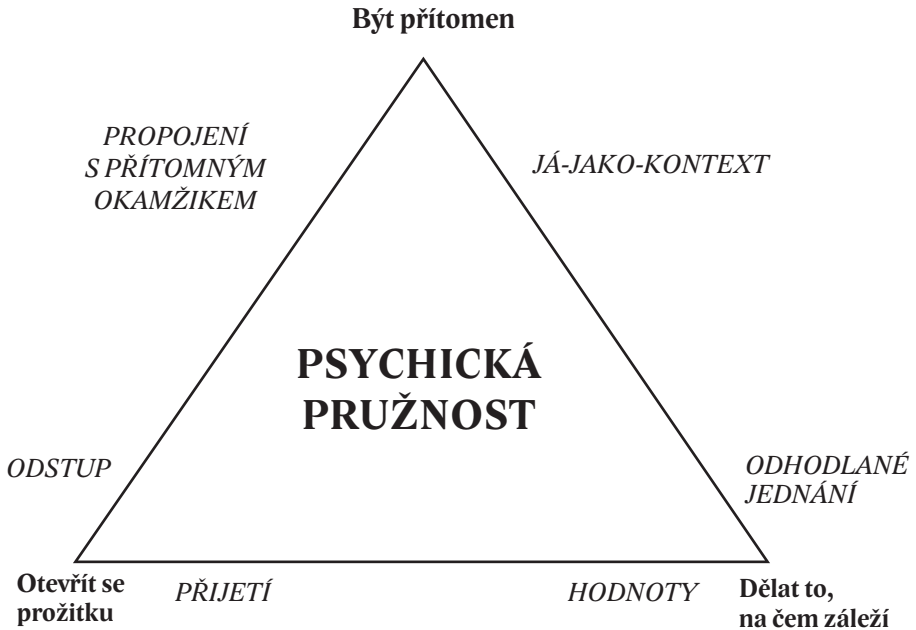 Být přítomen
PROPOJENÍ
S PŘÍTOMNÝM
OKAMŽIKEM
JÁ-JAKO-KONTEXT
PSYCHICKÁ
PRUŽNOST
ODSTUP
ODHODLANÉ
JEDNÁNÍ
Otevřít se
prožitku
PŘIJETÍ
HODNOTY
Dělat to,
na čem záleží